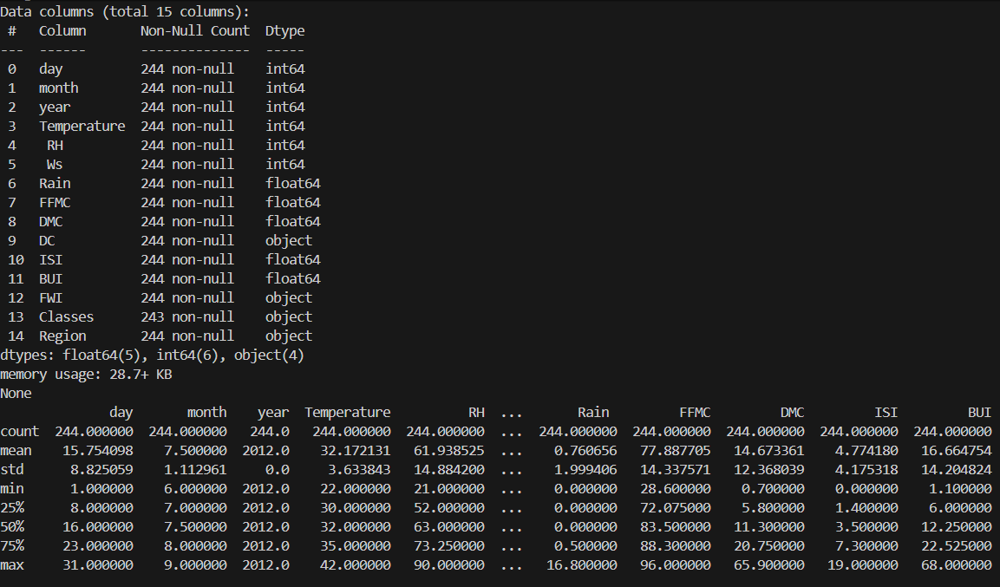 Data columns (total 15 columns):
 #   Column       Non-Null Count  Dtype
---  ------       --------------  -----
 0   day          244 non-null    int64
 1   month        244 non-null    int64
 2   year         244 non-null    int64
 3   Temperature  244 non-null    int64
 4    RH          244 non-null    int64
 5    Ws          244 non-null    int64
 6   Rain         244 non-null    float64
 7   FFMC         244 non-null    float64
 8   DMC          244 non-null    float64
 9   DC           244 non-null    object
 10  ISI          244 non-null    float64
 11  BUI          244 non-null    float64
 12  FWI          244 non-null    object
 13  Classes      243 non-null    object
 14  Region       244 non-null    object
dtypes: float64(5), int64(6), object(4)
memory usage: 28.7+ KB
None
              day       month    year  Temperature          RH  ...        Rain        FFMC         DMC         ISI         BUI
count  244.000000  244.000000   244.0   244.000000  244.000000  ...  244.000000  244.000000  244.000000  244.000000  244.000000
mean    15.754098    7.500000  2012.0    32.172131   61.938525  ...    0.760656   77.887705   14.673361    4.774180   16.664754
std      8.825059    1.112961     0.0     3.633843   14.884200  ...    1.999406   14.337571   12.368039    4.175318   14.204824
min      1.000000    6.000000  2012.0    22.000000   21.000000  ...    0.000000   28.600000    0.700000    0.000000    1.100000
25%      8.000000    7.000000  2012.0    30.000000   52.000000  ...    0.000000   72.075000    5.800000    1.400000    6.000000
50%     16.000000    7.500000  2012.0    32.000000   63.000000  ...    0.000000   83.500000   11.300000    3.500000   12.250000
75%     23.000000    8.000000  2012.0    35.000000   73.250000  ...    0.500000   88.300000   20.750000    7.300000   22.525000
max     31.000000    9.000000  2012.0    42.000000   90.000000  ...   16.800000   96.000000   65.900000   19.000000   68.000000